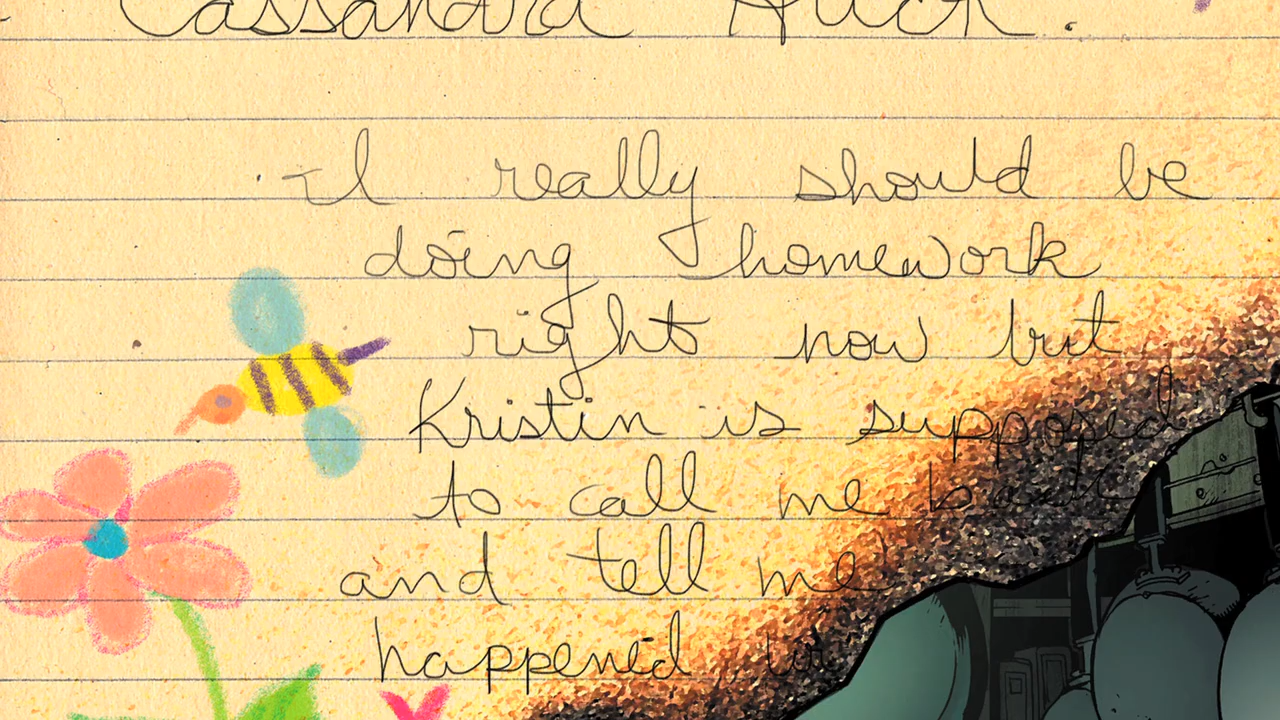 Cassandra Huck.
I really should be
doing homework
right now but
Kristin is supposed
to call me back
and tell me
happened